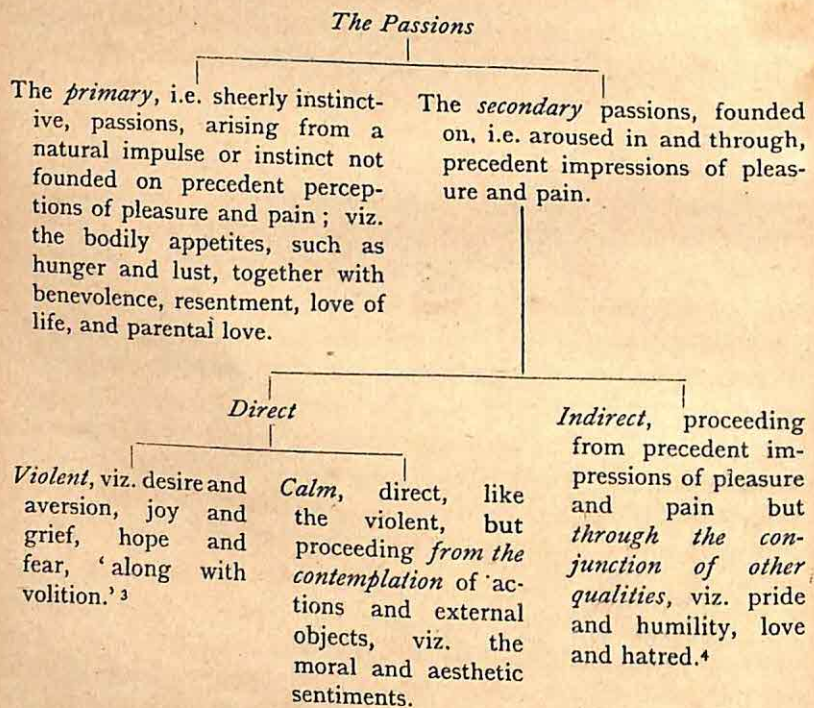 The Passions
The primary, i.e. sheerly instinct-
ive, passions, arising from a
natural impulse or instinct not
founded on precedent percep-
tions of pleasure and pain ; viz.
the bodily appetites, such as
hunger and lust, together with
benevolence, resentment, love of
life, and parental love.
The secondary passions, founded
on, i.e. aroused in and through,
precedent impressions of pleas-
ure and pain.
Direct
Violent, viz. desire and
aversion, joy and
grief, hope and
fear, ‘ along with
volition.’ ³
Calm, direct, like
the violent, but
proceeding from the
contemplation of ac-
tions and external
objects, viz. the
moral and aesthetic
sentiments.
Indirect, proceeding
from precedent im-
pressions of pleasure
and pain but
through the con-
junction of other
qualities, viz. pride
and humility, love
and hatred.⁴